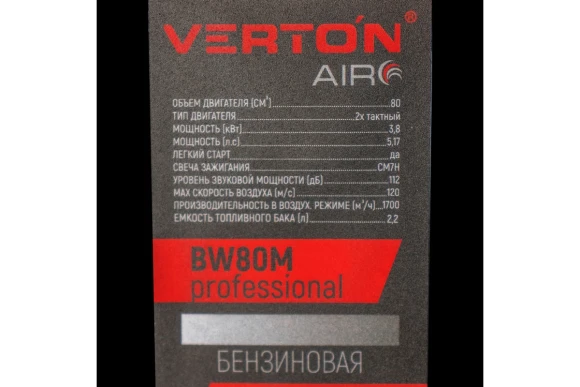 VERTON®
AIRO
ОБЪЕМ ДВИГАТЕЛЯ (СМ³) 80
ТИП ДВИГАТЕЛЯ 2х тактный
МОЩНОСТЬ (кВт) 3,8
МОЩНОСТЬ (л.с) 5,17
ЛЕГКИЙ СТАРТ да
СВЕЧА ЗАЖИГАНИЯ CM7H
УРОВЕНЬ ЗВУКОВОЙ МОЩНОСТИ (дБ) 112
МАХ СКОРОСТЬ ВОЗДУХА (м/с) 120
ПРОИЗВОДИТЕЛЬНОСТЬ В ВОЗДУХ. РЕЖИМЕ (м³/ч) 1700
ЕМКОСТЬ ТОПЛИВНОГО БАКА (л) 2,2
BW80M
professional
БЕНЗИНОВАЯ